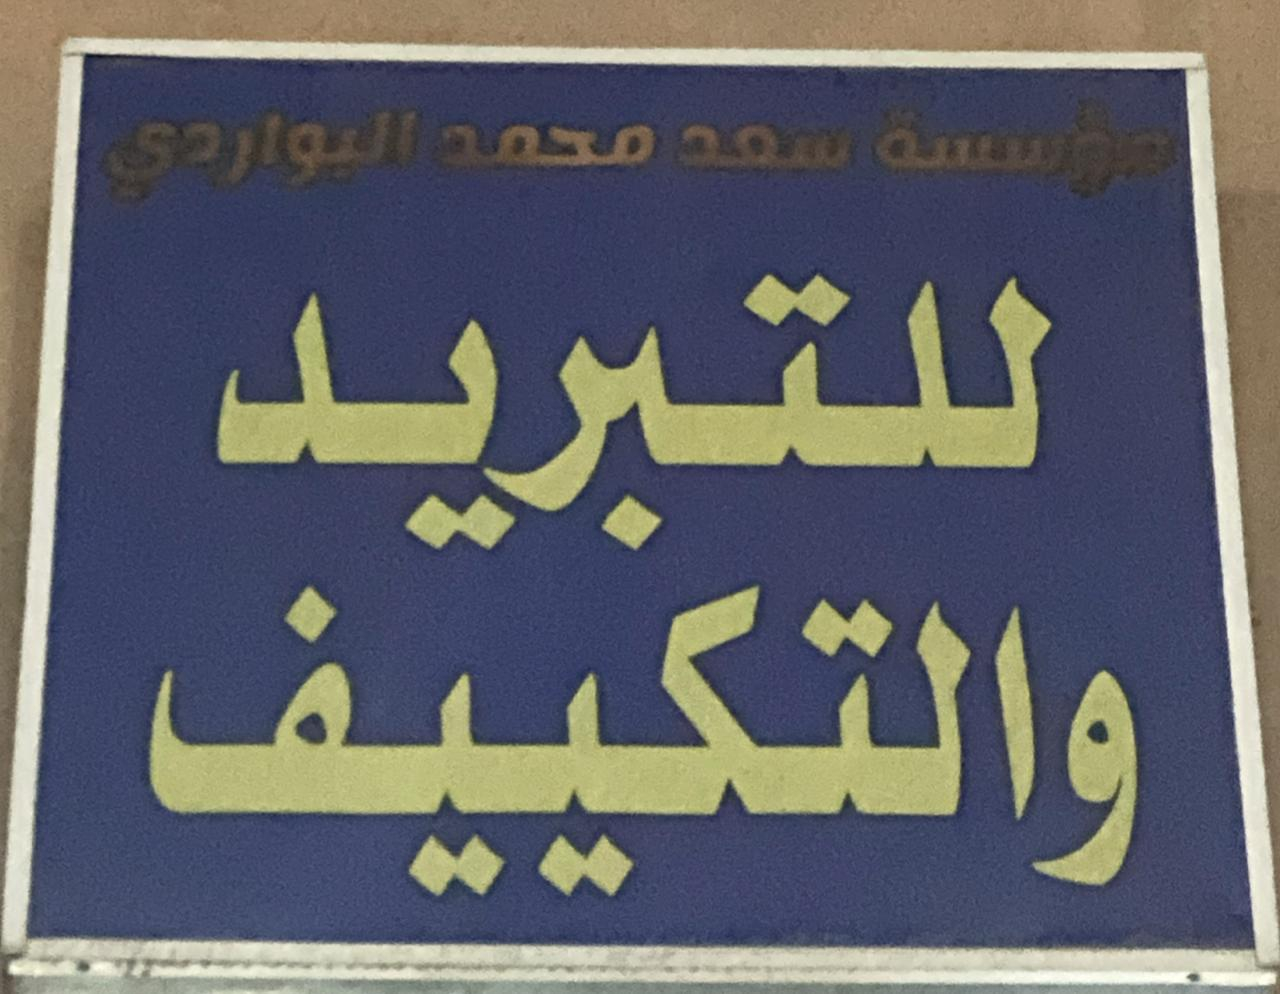 مؤسسة سعد محمد البواردي
للتبريد
والتكييف